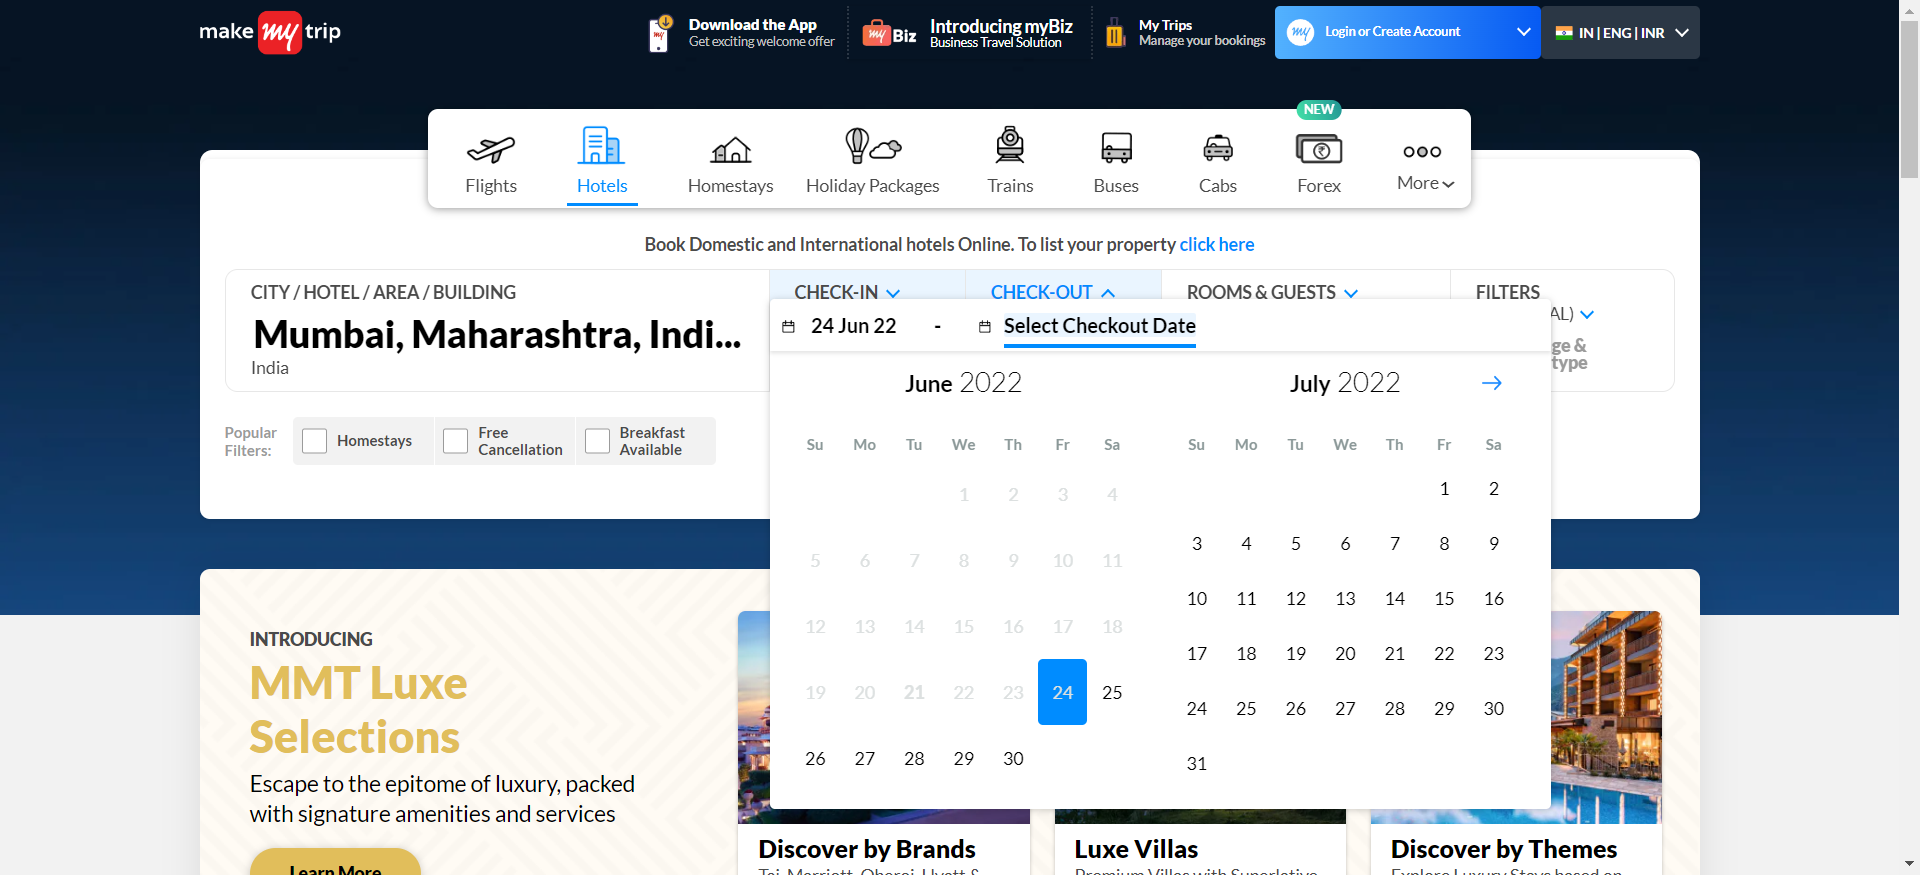 make my trip
Download the App
Get exciting welcome offer
my Biz
Introducing myBiz
Business Travel Solution
My Trips
Manage your bookings
my
Login or Create Account
IN | ENG | INR
NEW
Flights
Hotels
Homestays
Holiday Packages
Trains
Buses
Cabs
Forex
More
Book Domestic and International hotels Online. To list your property click here
CITY / HOTEL / AREA / BUILDING
Mumbai, Maharashtra, Indi...
India
CHECK-IN
CHECK-OUT
ROOMS & GUESTS
FILTERS
AL)
ge &
type
24 Jun 22 - Select Checkout Date
Popular
Filters:
Homestays
Free
Cancellation
Breakfast
Available
June 2022
Su Mo Tu We Th Fr Sa
1 2 3 4
5 6 7 8 9 10 11
12 13 14 15 16 17 18
19 20 21 22 23 24 25
26 27 28 29 30
July 2022
Su Mo Tu We Th Fr Sa
1 2
3 4 5 6 7 8 9
10 11 12 13 14 15 16
17 18 19 20 21 22 23
24 25 26 27 28 29 30
31
INTRODUCING
MMT Luxe
Selections
Escape to the epitome of luxury, packed
with signature amenities and services
Learn More
Discover by Brands
Taj, Marriott, Oberoi, Hyatt &
Luxe Villas
Premium Villas with Superlative
Discover by Themes
Explore Luxury Stays based on